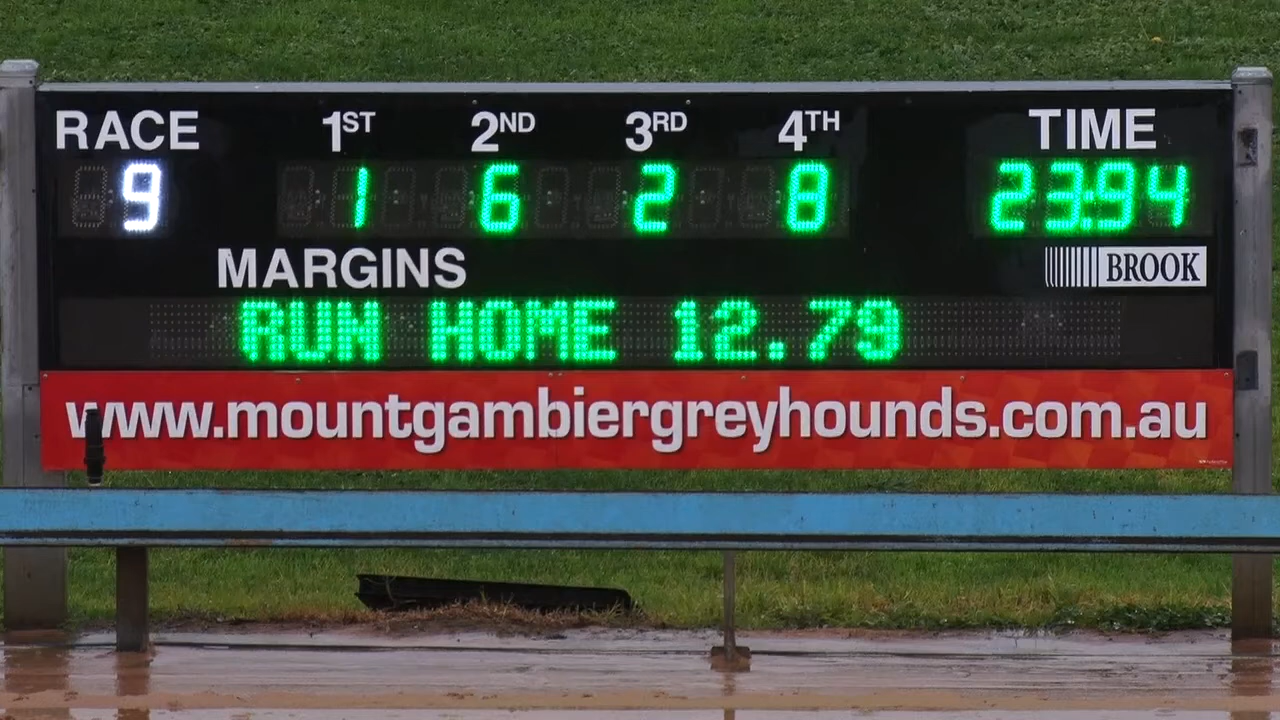 RACE 1ST 2ND 3RD 4TH TIME
9 1 6 2 8 23.94
MARGINS BROOK
RUN HOME 12.79
www.mountgambiergreyhounds.com.au